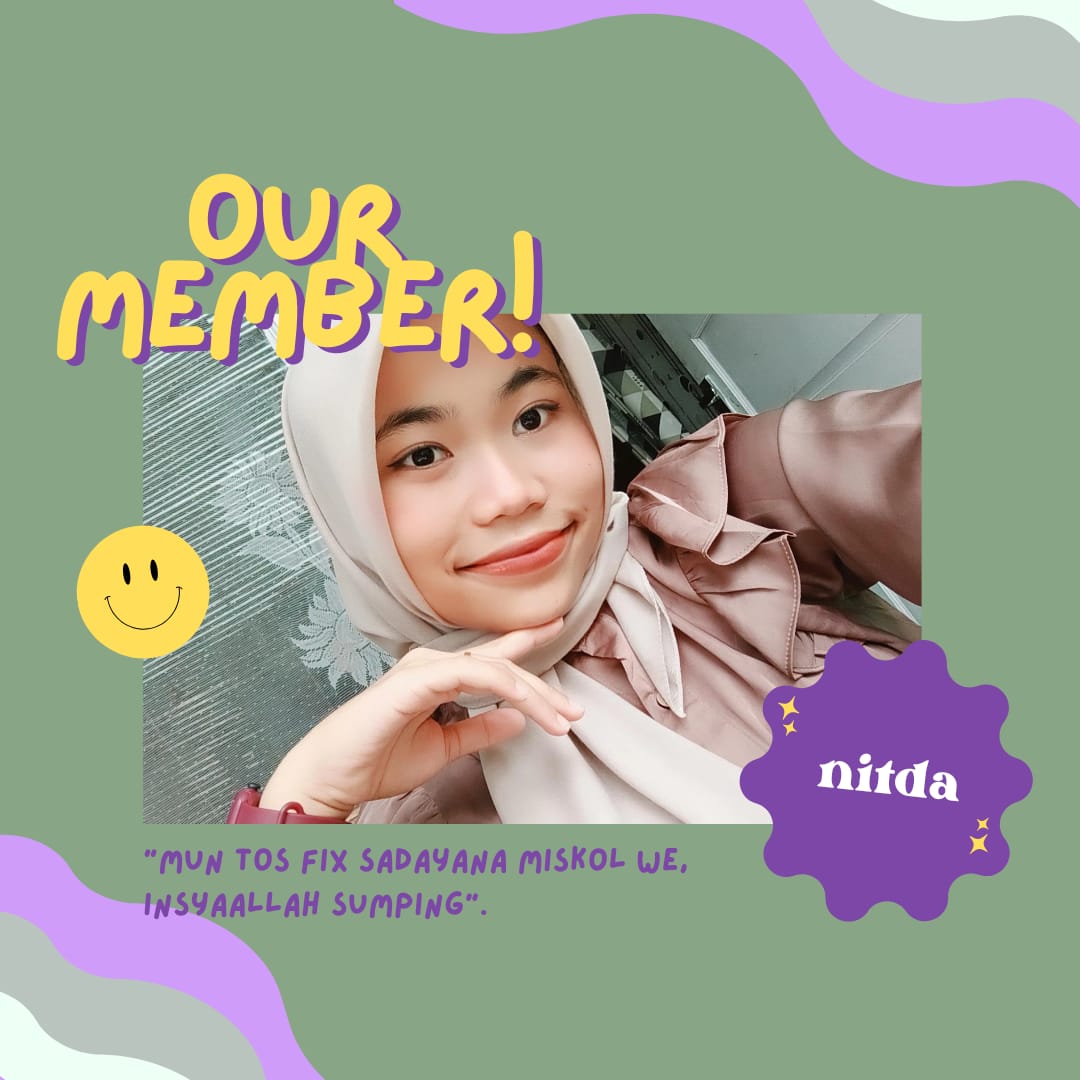 OUR
MEMBER!
nitda
"MUN TOS FIX SADAYANA MISKOL WE,
INSYAALLAH SUMPING".